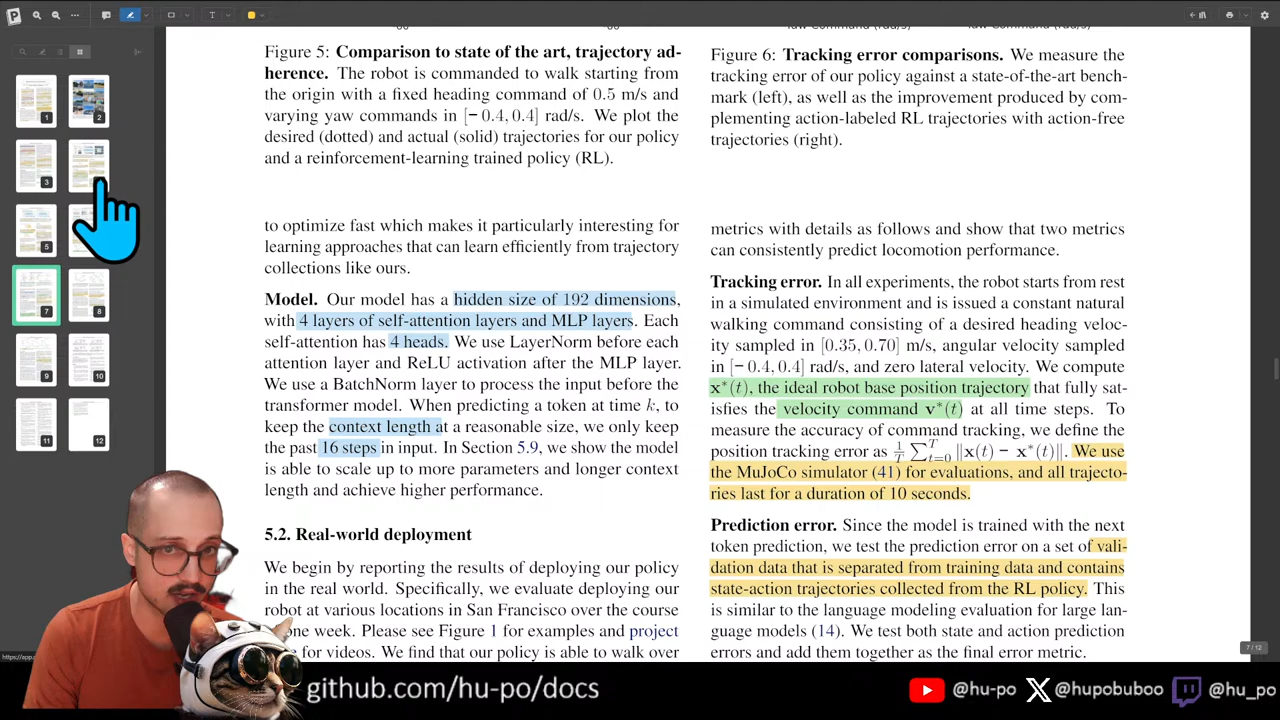 Figure 5: Comparison to state of the art, trajectory ad-
herence. The robot is commanded to walk starting from
the origin with a fixed heading command of 0.5 m/s and
varying yaw commands in [−0.4, 0.4] rad/s. We plot the
desired (dotted) and actual (solid) trajectories for our policy
and a reinforcement-learning trained policy (RL).
to optimize fast which makes it particularly interesting for
learning approaches that can learn efficiently from trajectory
collections like ours.
Model. Our model has a hidden size of 192 dimensions,
with 4 layers of self-attention layers and MLP layers. Each
self-attention has 4 heads. We use LayerNorm before each
attention layer and ReLU activation after the MLP layer.
We use a BatchNorm layer to process the input before the
transformer model. When predicting a token at time k, to
keep the context length at a reasonable size, we only keep
the past 16 steps in input. In Section 5.9, we show the model
is able to scale up to more parameters and longer context
length and achieve higher performance.
5.2. Real-world deployment
We begin by reporting the results of deploying our policy
in the real world. Specifically, we evaluate deploying our
robot at various locations in San Francisco over the course
one week. Please see Figure 1 for examples and project
for videos. We find that our policy is able to walk over
Figure 6: Tracking error comparisons. We measure the
tracking error of our policy against a state-of-the-art bench-
mark (left), as well as the improvement produced by com-
plementing action-labeled RL trajectories with action-free
trajectories (right).
metrics with details as follows and show that two metrics
can consistently predict locomotion performance.
Tracking error. In all experiments, the robot starts from rest
in a simulated environment and is issued a constant natural
walking command consisting of a desired heading veloc-
ity sampled in [0.35, 0.70] m/s, angular velocity sampled
in [−0.4, 0.4] rad/s, and zero lateral velocity. We compute
x*(t), the ideal robot base position trajectory that fully sat-
isfies the velocity command v*(t) at all time steps. To
measure the accuracy of command tracking, we define the
position tracking error as 1/T ∑ᵀₜ₌₀ ‖x(t) − x*(t)‖. We use
the MuJoCo simulator (41) for evaluations, and all trajecto-
ries last for a duration of 10 seconds.
Prediction error. Since the model is trained with the next
token prediction, we test the prediction error on a set of vali-
dation data that is separated from training data and contains
state-action trajectories collected from the RL policy. This
is similar to the language modeling evaluation for large lan-
guage models (14). We test both state and action prediction
errors and add them together as the final error metric.
1
2
3
5
7
8
9
10
11
12
7 / 12
https://app.
github.com/hu-po/docs
@hu-po
@hupobuboo
@hu_po